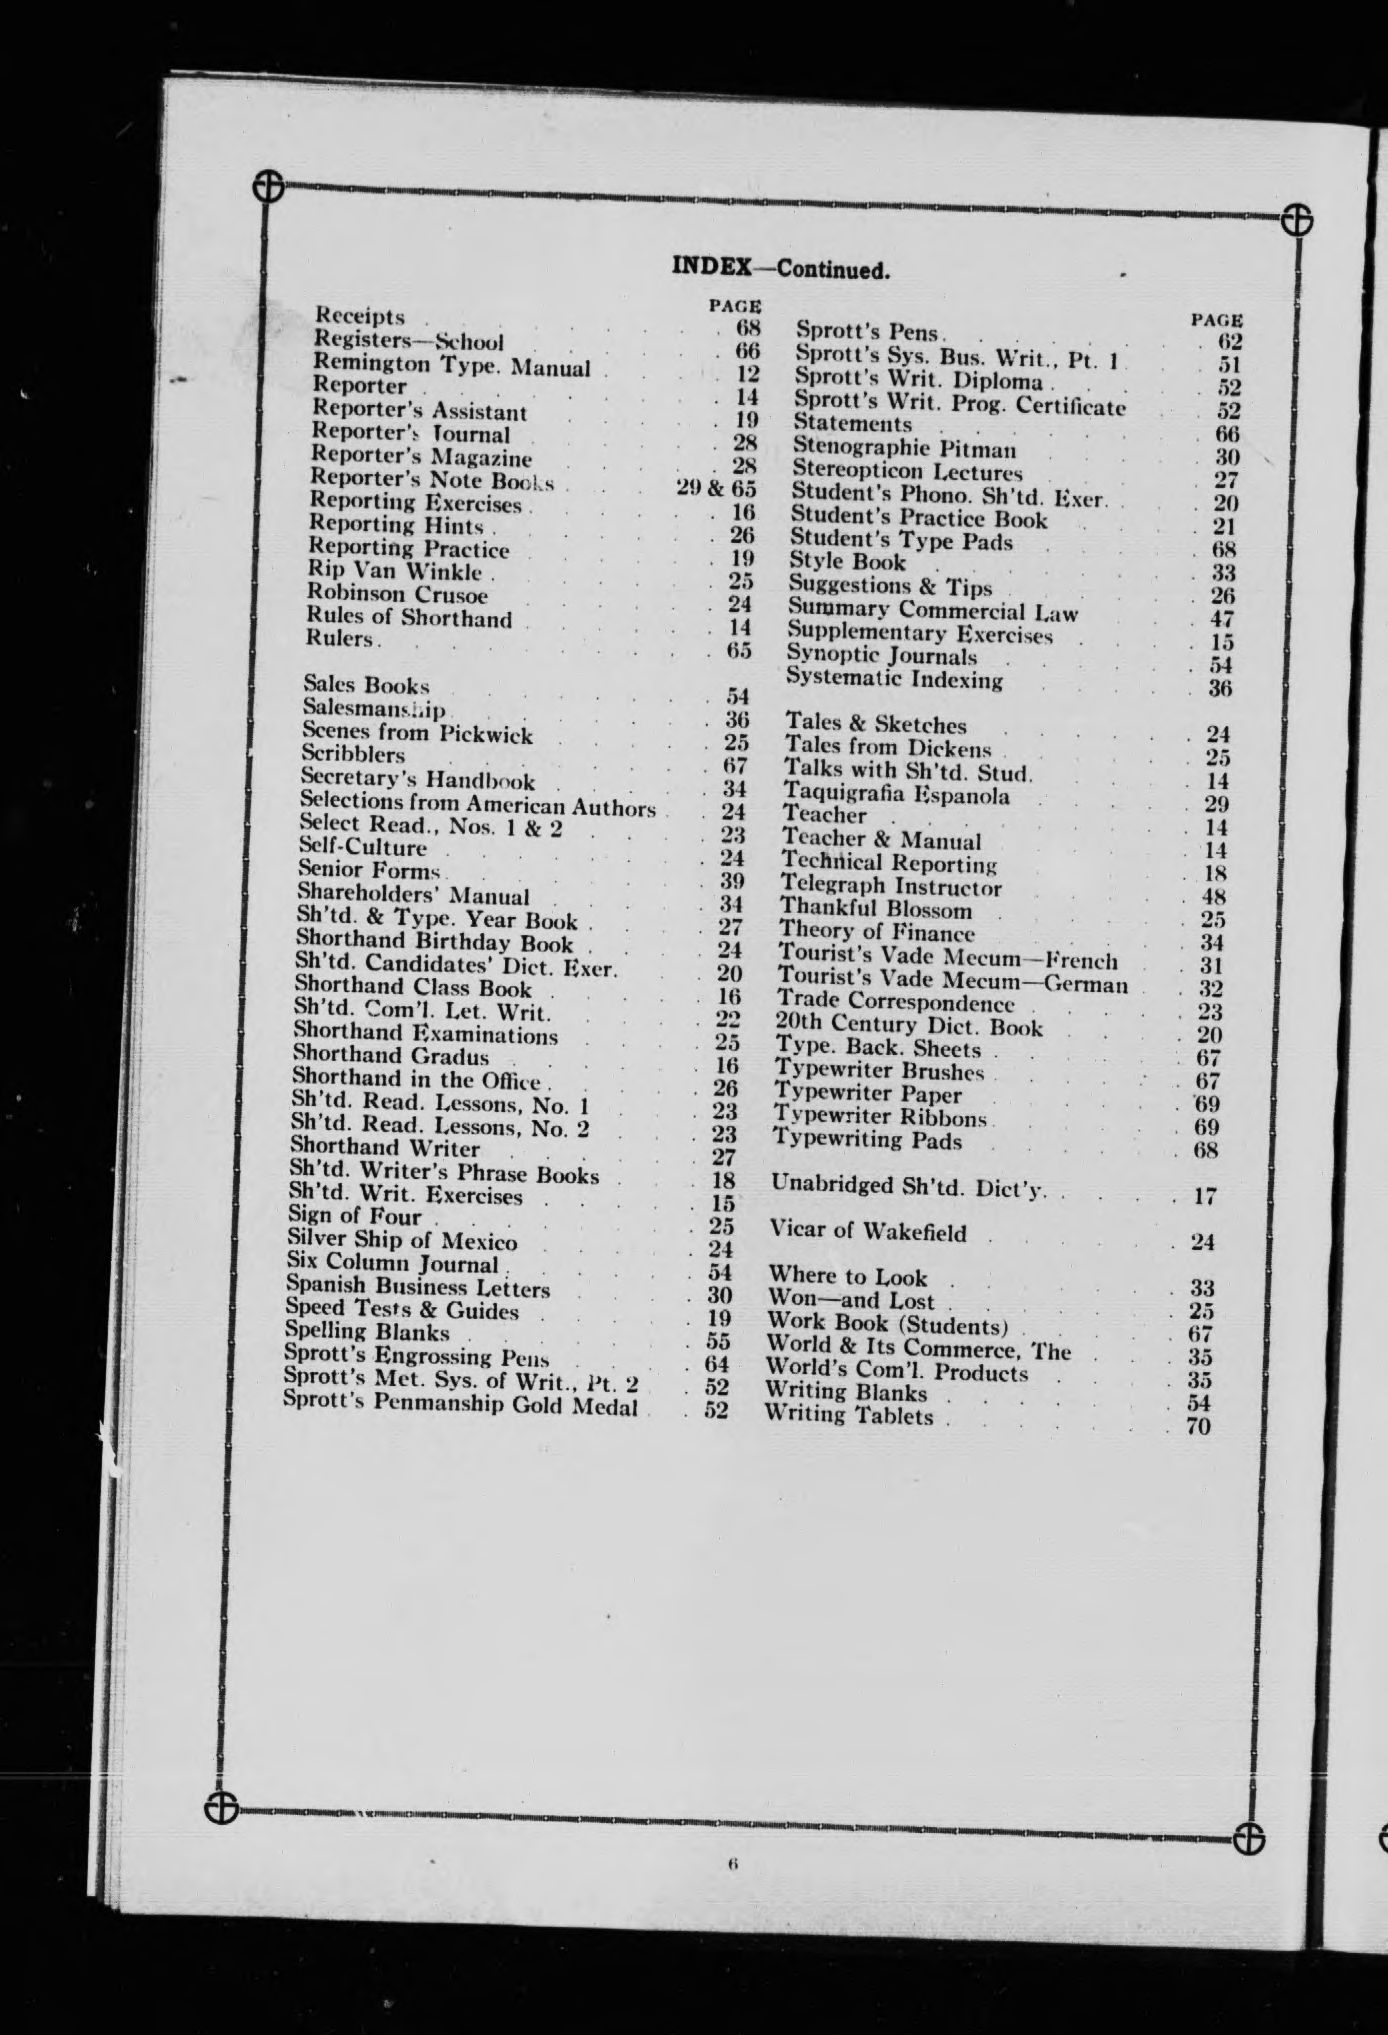 INDEX—Continued.
PAGE
Receipts . . . . . . . 68
Registers—School . . . . 66
Remington Type. Manual . . . . 12
Reporter . . . . . . . 14
Reporter's Assistant . . . . 19
Reporter's Journal . . . . 28
Reporter's Magazine . . . . 28
Reporter's Note Books . . . 29 & 65
Reporting Exercises . . . . 16
Reporting Hints . . . . . 26
Reporting Practice . . . . 19
Rip Van Winkle . . . . . 25
Robinson Crusoe . . . . . 24
Rules of Shorthand . . . . 14
Rulers . . . . . . . 65
Sales Books . . . . . . 54
Salesmanship . . . . . . 36
Scenes from Pickwick . . . . 25
Scribblers . . . . . . 67
Secretary's Handbook . . . . 34
Selections from American Authors . . 24
Select Read., Nos. 1 & 2 . . . . 23
Self-Culture . . . . . . 24
Senior Forms . . . . . . 39
Shareholders' Manual . . . . 34
Sh'td. & Type. Year Book . . . . 27
Shorthand Birthday Book . . . . 24
Sh'td. Candidates' Dict. Exer. . . . 20
Shorthand Class Book . . . . 16
Sh'td. Com'l. Let. Writ. . . . . 22
Shorthand Examinations . . . . 25
Shorthand Gradus . . . . . 16
Shorthand in the Office . . . . 26
Sh'td. Read. Lessons, No. 1 . . . 23
Sh'td. Read. Lessons, No. 2 . . . 23
Shorthand Writer . . . . . 27
Sh'td. Writer's Phrase Books . . . 18
Sh'td. Writ. Exercises . . . . 15
Sign of Four . . . . . . 25
Silver Ship of Mexico . . . . 24
Six Column Journal . . . . . 54
Spanish Business Letters . . . . 30
Speed Tests & Guides . . . . 19
Spelling Blanks . . . . . 55
Sprott's Engrossing Pens . . . . 64
Sprott's Met. Sys. of Writ., Pt. 2 . . 52
Sprott's Penmanship Gold Medal . . 52
PAGE
Sprott's Pens . . . . . . 62
Sprott's Sys. Bus. Writ., Pt. 1 . . . 51
Sprott's Writ. Diploma . . . . 52
Sprott's Writ. Prog. Certificate . . 52
Statements . . . . . . 66
Stenographie Pitman . . . . 30
Stereopticon Lectures . . . . 27
Student's Phono. Sh'td. Exer. . . . 20
Student's Practice Book . . . . 21
Student's Type Pads . . . . 68
Style Book . . . . . . 33
Suggestions & Tips . . . . . 26
Summary Commercial Law . . . 47
Supplementary Exercises . . . . 15
Synoptic Journals . . . . . 54
Systematic Indexing . . . . 36
Tales & Sketches . . . . . 24
Tales from Dickens . . . . . 25
Talks with Sh'td. Stud. . . . . 14
Taquigrafia Espanola . . . . 29
Teacher . . . . . . . 14
Teacher & Manual . . . . . 14
Technical Reporting . . . . 18
Telegraph Instructor . . . . 48
Thankful Blossom . . . . . 25
Theory of Finance . . . . . 34
Tourist's Vade Mecum—French . . 31
Tourist's Vade Mecum—German . . 32
Trade Correspondence . . . . 23
20th Century Dict. Book . . . . 20
Type. Back. Sheets . . . . . 67
Typewriter Brushes . . . . . 67
Typewriter Paper . . . . . 69
Typewriter Ribbons . . . . . 69
Typewriting Pads . . . . . 68
Unabridged Sh'td. Dict'y. . . . . 17
Vicar of Wakefield . . . . . 24
Where to Look . . . . . . 33
Won—and Lost . . . . . . 25
Work Book (Students) . . . . 67
World & Its Commerce, The . . . 35
World's Com'l. Products . . . . 35
Writing Blanks . . . . . . 54
Writing Tablets . . . . . . 70
6